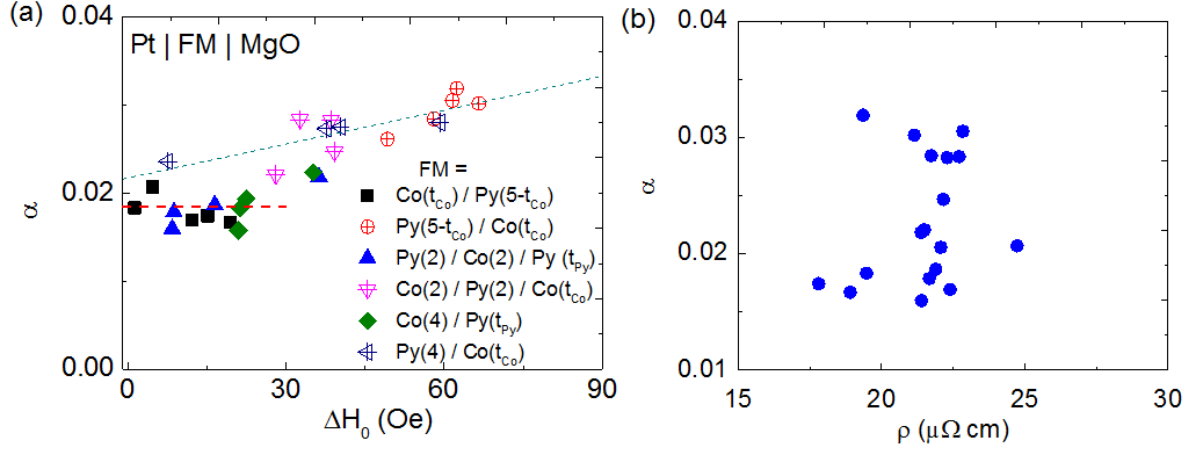 (a)
0.04
Pt | FM | MgO
0.02
α
0.00
0
30
60
90
ΔH₀ (Oe)
FM =
Co(t_Co) / Py(5-t_Co)
Py(5-t_Co) / Co(t_Co)
Py(2) / Co(2) / Py (t_Py)
Co(2) / Py(2) / Co(t_Co)
Co(4) / Py(t_Py)
Py(4) / Co(t_Co)
(b)
0.04
0.03
α
0.02
0.01
15
20
25
30
ρ (μΩ cm)